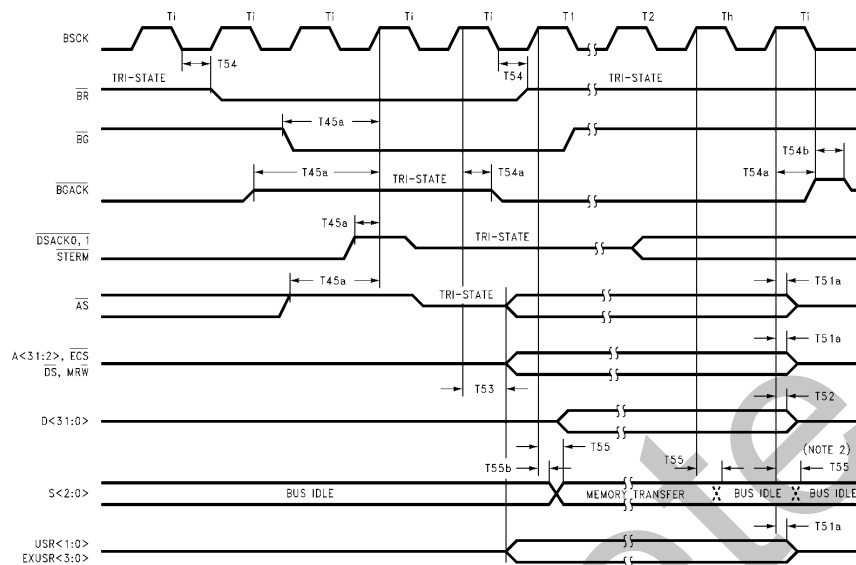 Ti Ti Ti Ti Ti T1 T2 Th Ti
BSCK
T54 T54
TRI-STATE TRI-STATE
BR
T45a
BG
T54b
T45a TRI-STATE T54a T54a
BGACK
T45a
DSACK0, 1 TRI-STATE
STERM
T45a T51a
TRI-STATE
AS
T51a
A<31:2>, ECS
DS, MRW
T53 T52
D<31:0>
(NOTE 2)
T55 T55 T55
T55b
S<2:0> BUS IDLE MEMORY TRANSFER BUS IDLE BUS IDLE
T51a
USR<1:0>
EXUSR<3:0>